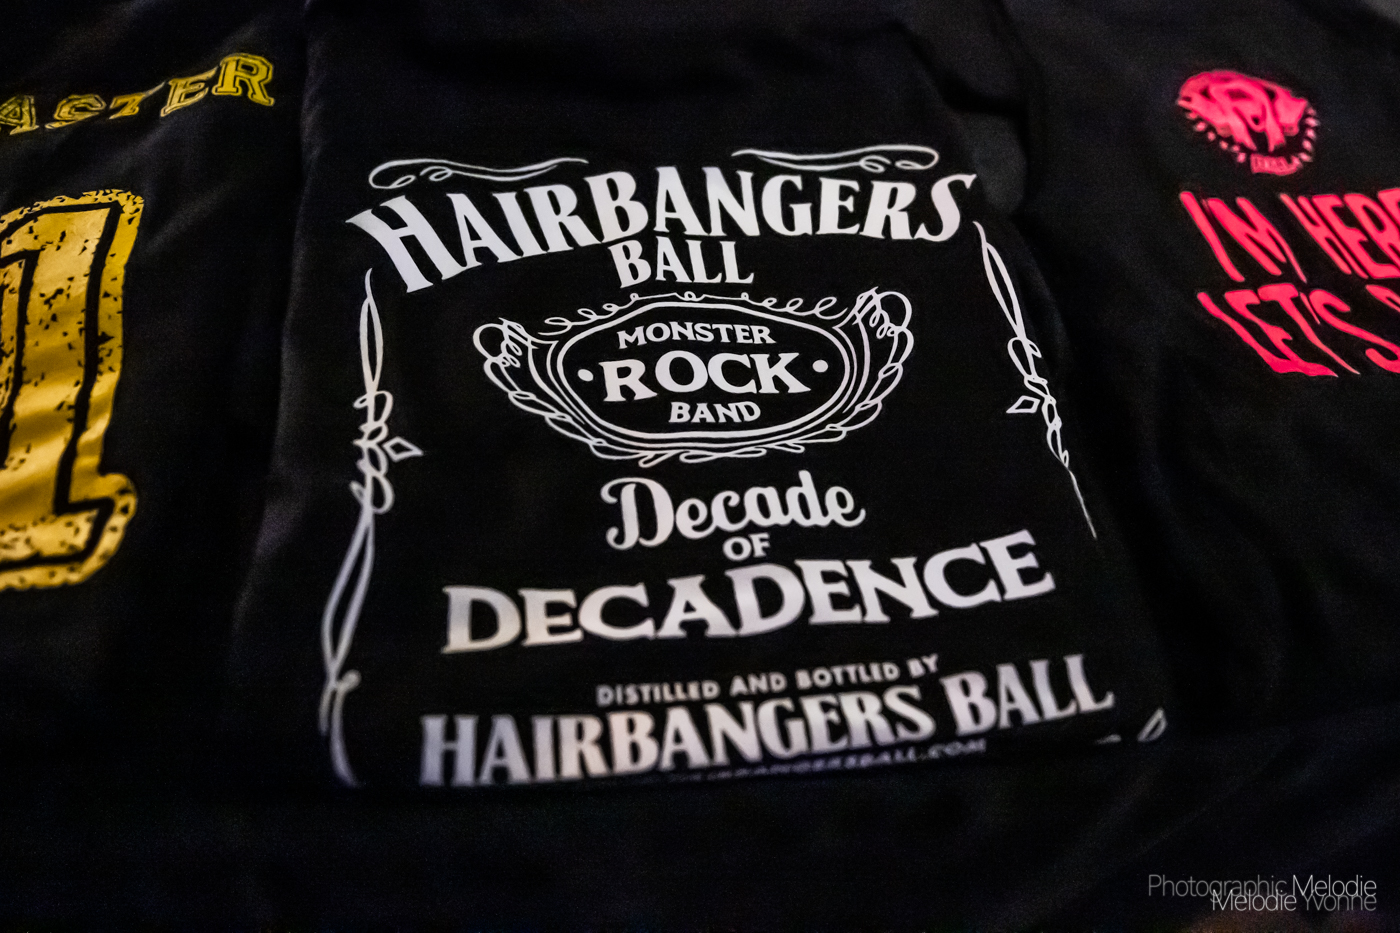 ASTER
1
HAIRBANGERS
BALL
MONSTER
·ROCK·
BAND
Decade
OF
DECADENCE
DISTILLED AND BOTTLED BY
HAIRBANGERS BALL
I'M HERE
LET'S
Photographic Melodie
Melodie Yvonne